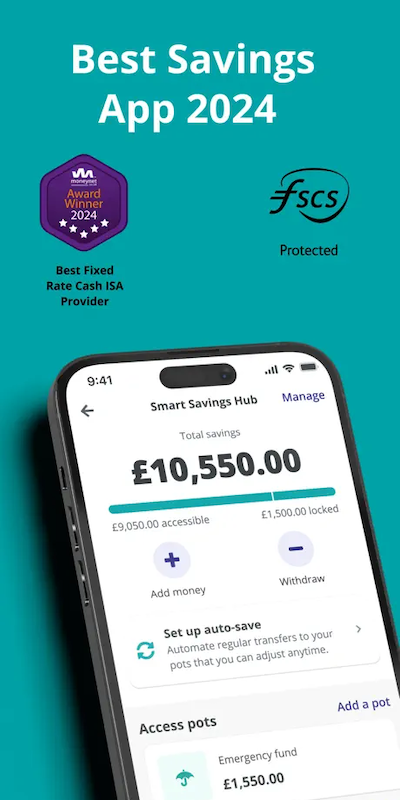 Best Savings
App 2024
moneynet
Award
Winner
2024
Best Fixed
Rate Cash ISA
Provider
fscs
Protected
9:41
Smart Savings Hub
Manage
Total savings
£10,550.00
£9,050.00 accessible
£1,500.00 locked
Add money
Withdraw
Set up auto-save
Automate regular transfers to your
pots that you can adjust anytime.
Access pots
Add a pot
Emergency fund
£1,550.00